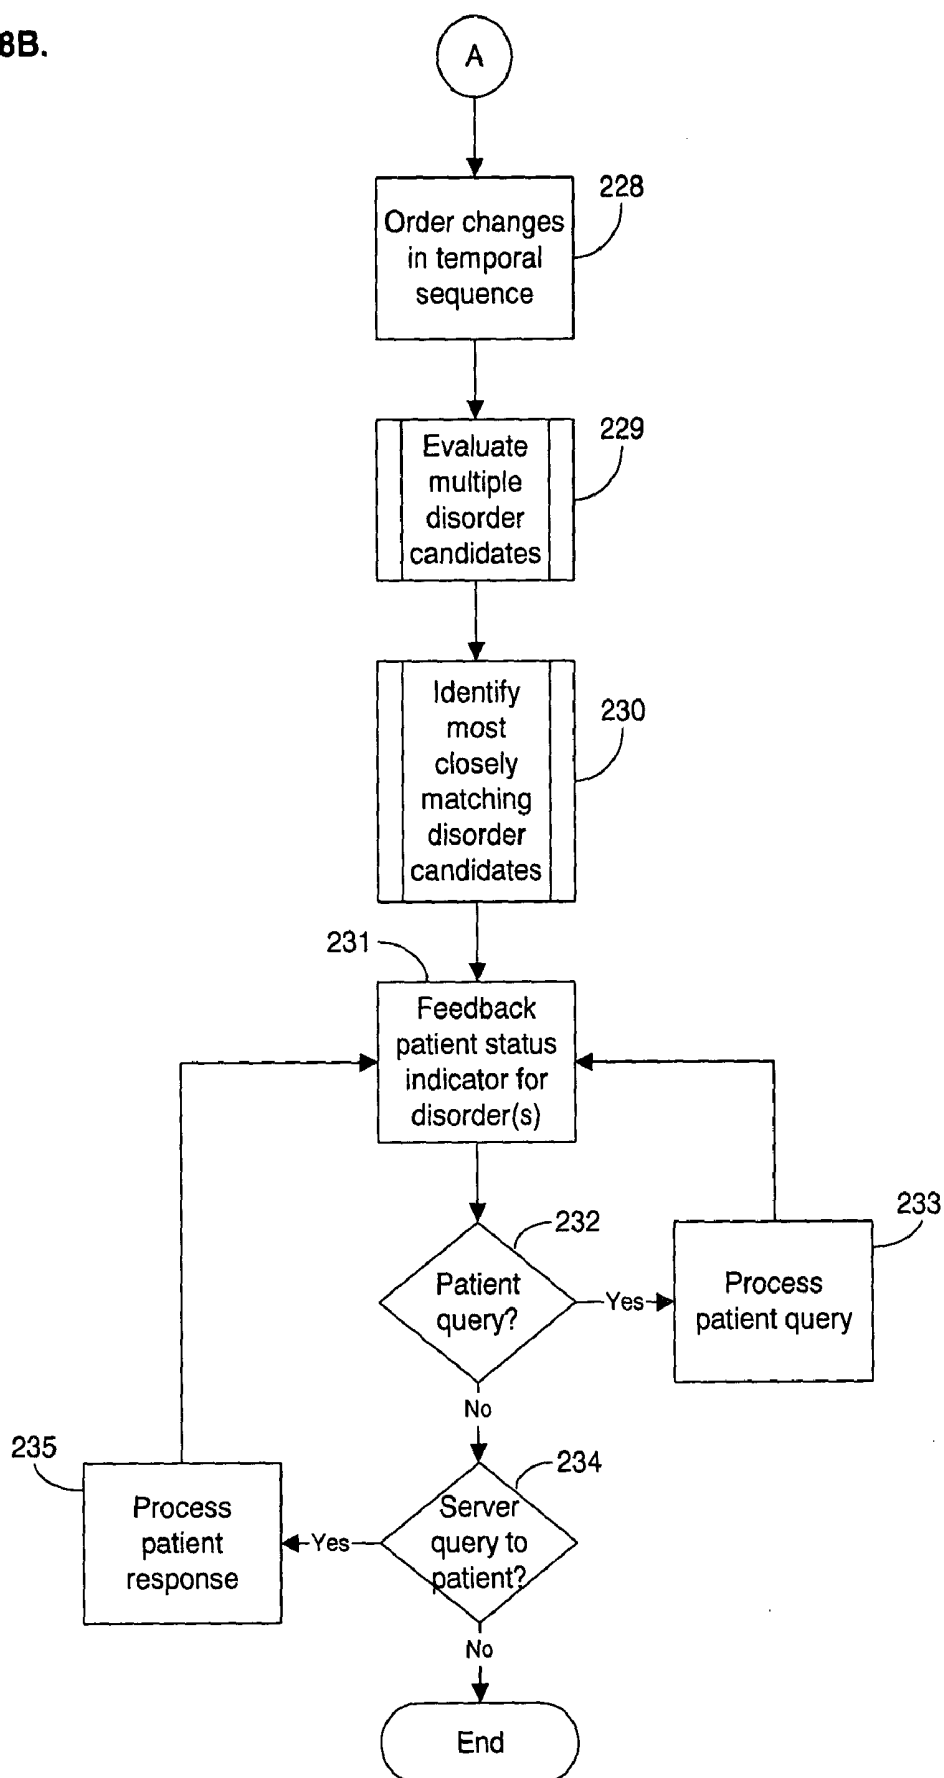 8B.
A
228
Order changes
in temporal
sequence
229
Evaluate
multiple
disorder
candidates
230
Identify
most
closely
matching
disorder
candidates
231
Feedback
patient status
indicator for
disorder(s)
232
Patient
query?
Yes
233
Process
patient query
No
234
Server
query to
patient?
Yes
235
Process
patient
response
No
End